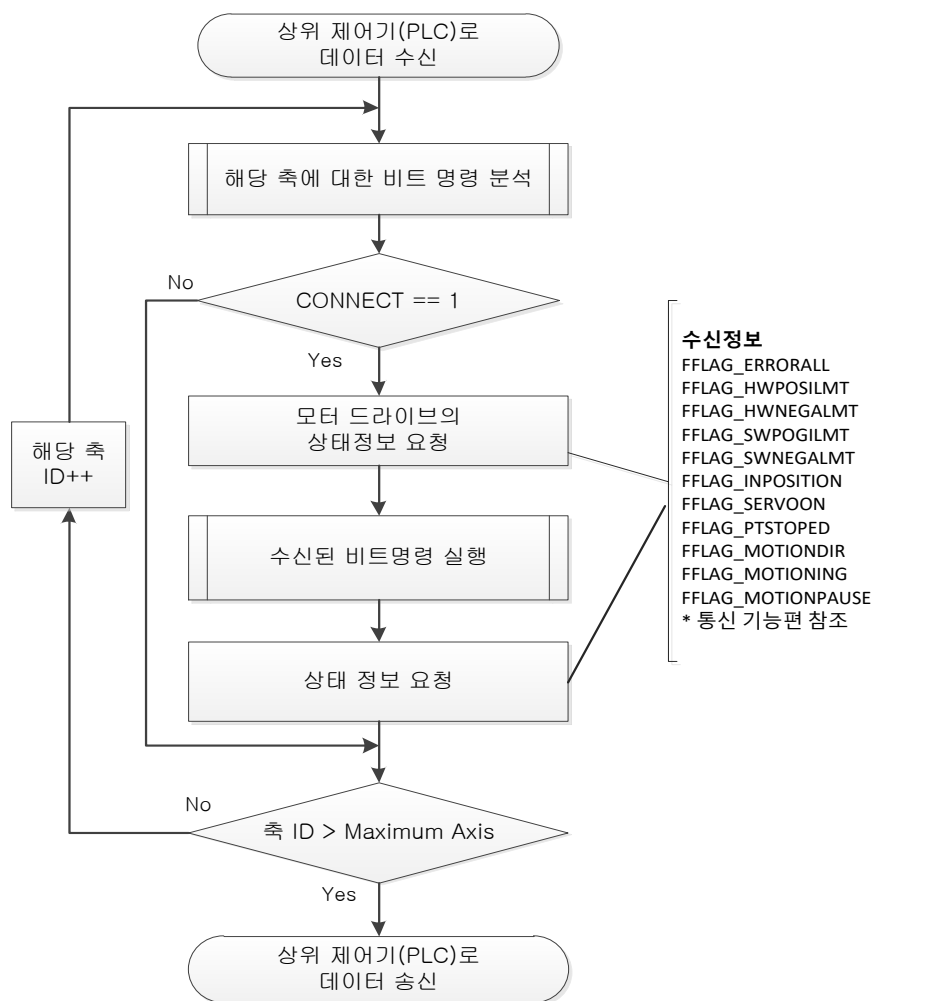 상위 제어기(PLC)로
데이터 수신
해당 축에 대한 비트 명령 분석
No
CONNECT == 1
Yes
모터 드라이브의
상태정보 요청
해당 축
ID++
수신된 비트명령 실행
상태 정보 요청
수신정보
FFLAG_ERRORALL
FFLAG_HWPOSILMT
FFLAG_HWNEGALMT
FFLAG_SWPOGILMT
FFLAG_SWNEGALMT
FFLAG_INPOSITION
FFLAG_SERVOON
FFLAG_PTSTOPED
FFLAG_MOTIONDIR
FFLAG_MOTIONING
FFLAG_MOTIONPAUSE
* 통신 기능편 참조
No
축 ID > Maximum Axis
Yes
상위 제어기(PLC)로
데이터 송신